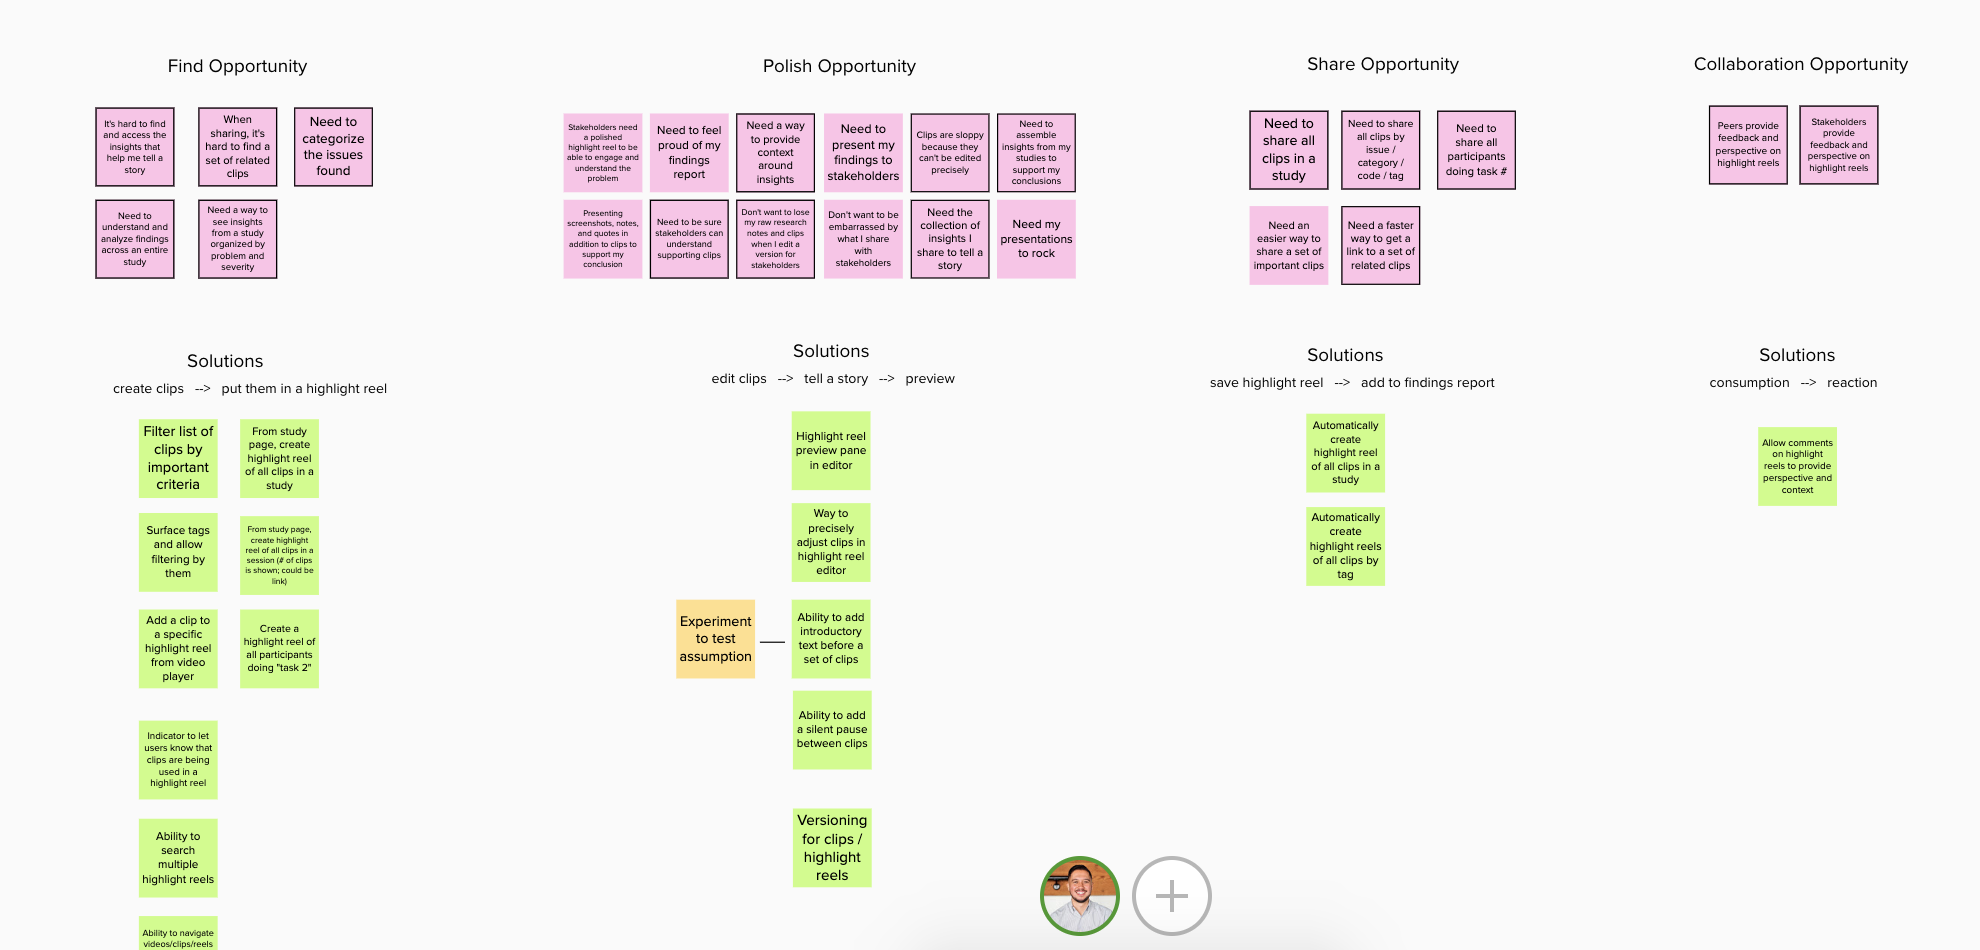 Find Opportunity
It's hard to find
and access the
insights that
help me tell a
story
When
sharing, it's
hard to find a
set of related
clips
Need to
categorize
the issues
found
Need to
understand and
analyze findings
across an entire
study
Need a way to
see insights
from a study
organized by
problem and
severity
Polish Opportunity
Stakeholders need
a polished
highlight reel to be
able to engage and
understand the
problem
Need to feel
proud of my
findings
report
Need a way
to provide
context
around
insights
Need to
present my
findings to
stakeholders
Clips are sloppy
because they
can't be edited
precisely
Need to
assemble
insights from my
studies to
support my
conclusions
Presenting
screenshots, notes,
and quotes in
addition to clips to
support my
conclusion
Need to be sure
stakeholders can
understand
supporting clips
Don't want to lose
my raw research
notes and clips
when I edit a
version for
stakeholders
Don't want to be
embarrassed by
what I share
with
stakeholders
Need the
collection of
insights I
share to tell a
story
Need my
presentations
to rock
Share Opportunity
Need to
share all
clips in a
study
Need to share
all clips by
issue /
category /
code / tag
Need to
share all
participants
doing task #
Need an
easier way to
share a set of
important clips
Need a faster
way to get a
link to a set of
related clips
Collaboration Opportunity
Peers provide
feedback and
perspective on
highlight reels
Stakeholders
provide
feedback and
perspective on
highlight reels
Solutions
create clips --> put them in a highlight reel
Filter list of
clips by
important
criteria
From study
page, create
highlight reel
of all clips in a
study
Surface tags
and allow
filtering by
them
From study page,
create highlight
reel of all clips in a
session (# of clips
is shown; could be
link)
Add a clip to
a specific
highlight reel
from video
player
Create a
highlight reel of
all participants
doing "task 2"
Indicator to let
users know that
clips are being
used in a
highlight reel
Ability to
search
multiple
highlight reels
Ability to navigate
videos/clips/reels
Solutions
edit clips --> tell a story --> preview
Highlight reel
preview pane
in editor
Way to
precisely
adjust clips in
highlight reel
editor
Experiment
to test
assumption
Ability to add
introductory
text before a
set of clips
Ability to add
a silent pause
between clips
Versioning
for clips /
highlight
reels
Solutions
save highlight reel --> add to findings report
Automatically
create
highlight reel
of all clips in a
study
Automatically
create
highlight reels
of all clips by
tag
Solutions
consumption --> reaction
Allow comments
on highlight
reels to provide
perspective and
context